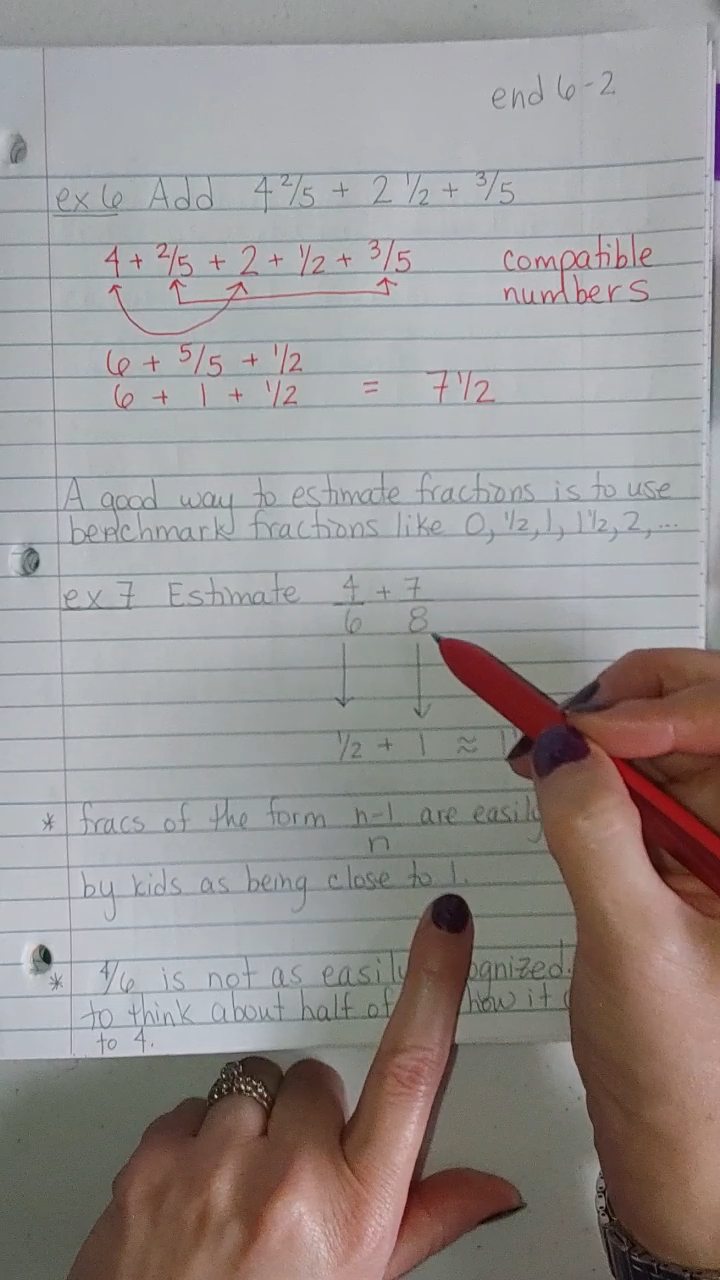 end 6-2
ex 6 Add 4 2/5 + 2 1/2 + 3/5
4 + 2/5 + 2 + 1/2 + 3/5 compatible
numbers
6 + 5/5 + 1/2
6 + 1 + 1/2 = 7 1/2
A good way to estimate fractions is to use
benchmark fractions like 0, 1/2, 1, 1 1/2, 2, ...
ex 7 Estimate 4/6 + 7/8
1/2 + 1 ≈ 1
* fracs of the form n-1/n are easily
by kids as being close to 1.
* 4/6 is not as easily
to think about half of how it
to 4.